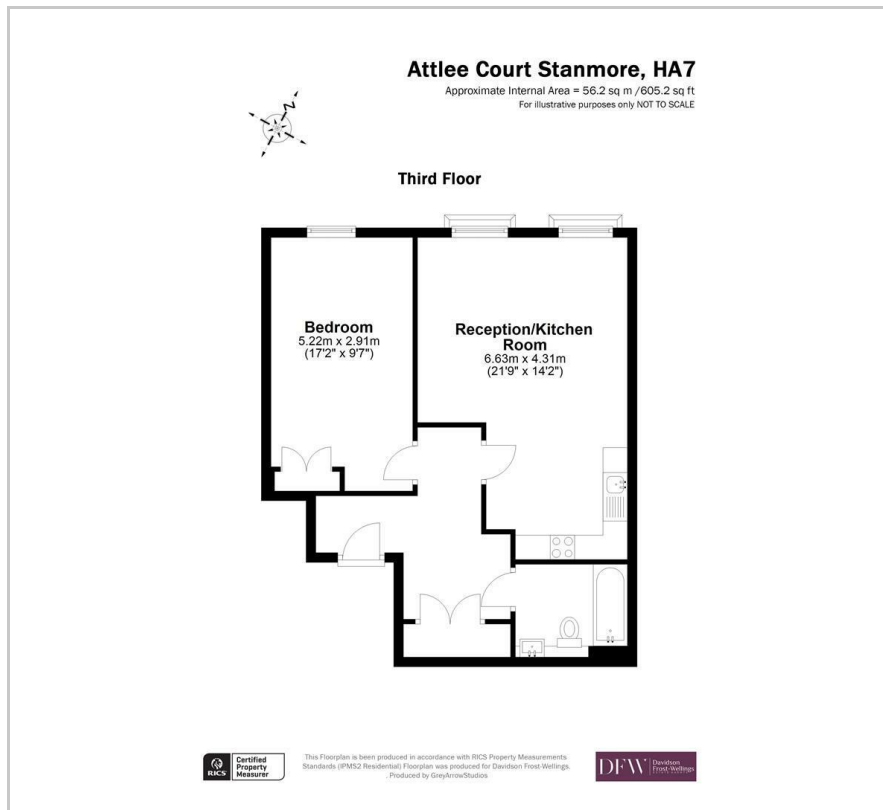 Attlee Court Stanmore, HA7
Approximate Internal Area = 56.2 sq m /605.2 sq ft
For illustrative purposes only NOT TO SCALE
N
Third Floor
Bedroom
5.22m x 2.91m
(17'2" x 9'7")
Reception/Kitchen
Room
6.63m x 4.31m
(21'9" x 14'2")
RICS
Certified
Property
Measurer
This Floorplan is been produced in accordance with RICS Property Measurements
Standards (IPMS2 Residential) Floorplan was produced for Davidson Frost-Wellings.
Produced by GreyArrowStudios
DFW
Davidson
Frost-Wellings